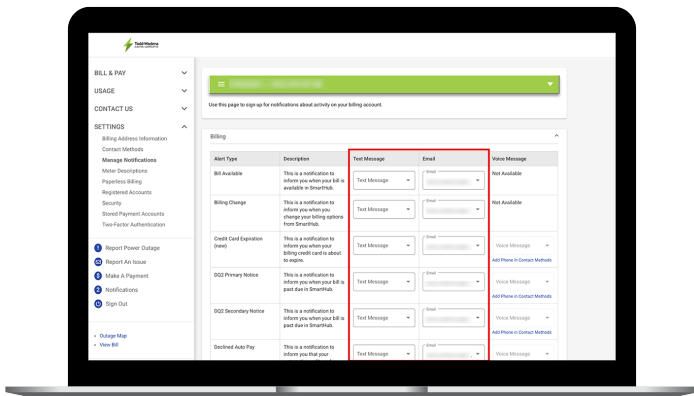 Todd-Wadena
BILL & PAY
USAGE
CONTACT US
SETTINGS
Billing Address Information
Contact Methods
Manage Notifications
Meter Descriptions
Paperless Billing
Registered Accounts
Security
Stored Payment Accounts
Two-Factor Authentication
Report Power Outage
Report An Issue
Make A Payment
2 Notifications
Sign Out
Outage Map
View Bill
Use this page to sign up for notifications about activity on your billing account.
Billing
Alert Type Description Text Message Email Voice Message
Bill Available
This is a notification to
inform you when your bill is
available in SmartHub.
Text Message
Email
Not Available
Billing Change
This is a notification to
inform you when you
change your billing options
from SmartHub.
Text Message
Email
Not Available
Credit Card Expiration
(new)
This is a notification to
inform you when your
billing credit card is about
to expire.
Text Message
Email
Voice Message
Add Phone in Contact Methods
DQ2 Primary Notice
This is a notification to
inform you when your bill is
past due in SmartHub.
Text Message
Email
Voice Message
Add Phone in Contact Methods
DQ2 Secondary Notice
This is a notification to
inform you when your bill is
past due in SmartHub.
Text Message
Email
Voice Message
Add Phone in Contact Methods
Declined Auto Pay
This is a notification to
inform you that your
Text Message
Email
Voice Message